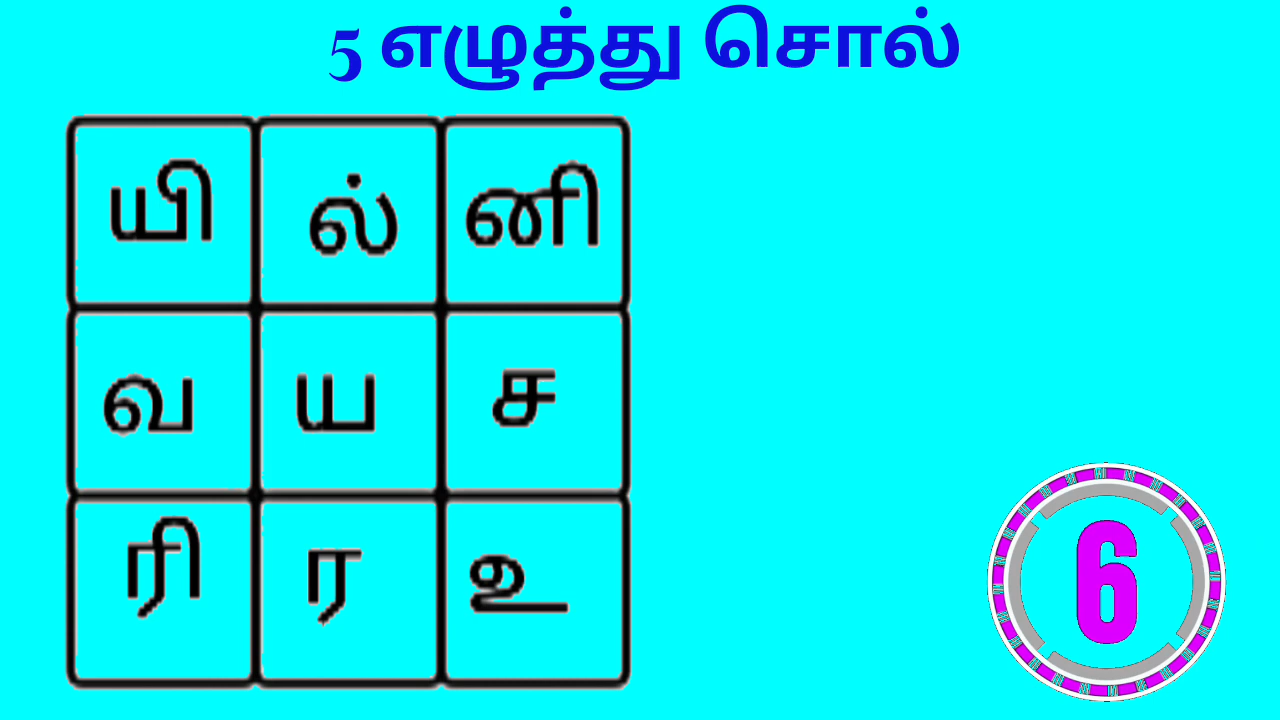 5 எழுத்து சொல்
யி ல் னி
வ ய ச
ரி ர உ
6